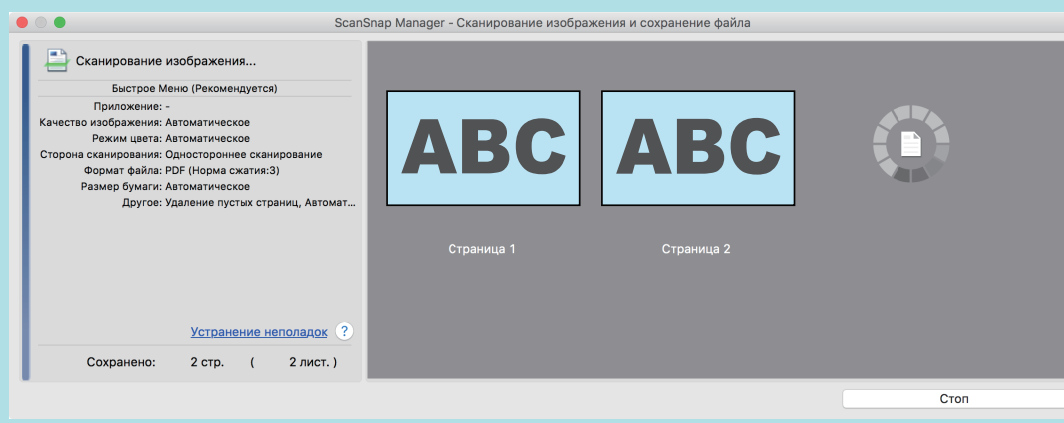 ScanSnap Manager - Сканирование изображения и сохранение файла
Сканирование изображения...
Быстрое Меню (Рекомендуется)
Приложение: -
Качество изображения: Автоматическое
Режим цвета: Автоматическое
Сторона сканирования: Одностороннее сканирование
Формат файла: PDF (Норма сжатия:3)
Размер бумаги: Автоматическое
Другое: Удаление пустых страниц, Автомат...
Устранение неполадок ?
Сохранено: 2 стр. ( 2 лист. )
ABC ABC
Страница 1 Страница 2
Стоп